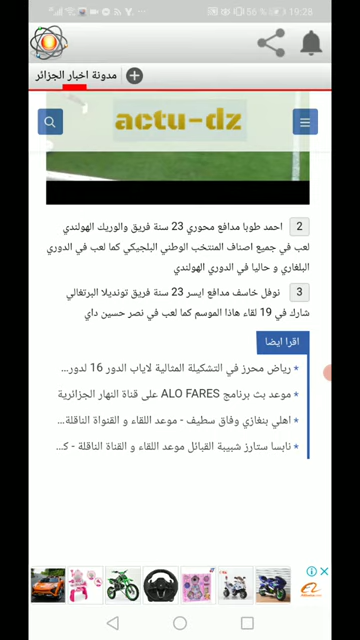 56 % 19:28
مدونة اخبار الجزائر
actu-dz
2 احمد طوبا مدافع محوري 23 سنة فريق والوريك الهولندي
لعب في جميع اصناف المنتخب الوطني البلجيكي كما لعب في الدوري
البلغاري و حاليا في الدوري الهولندي
3 نوفل خاسف مدافع ايسر 23 سنة فريق تونديلا البرتغالي
شارك في 19 لقاء هاذا الموسم كما لعب في نصر حسين داي
اقرا ايضا
* رياض محرز في التشكيلة المثالية لاياب الدور 16 لدور...
* موعد بث برنامج ALO FARES على قناة النهار الجزائرية
* اهلي بنغازي وفاق سطيف - موعد اللقاء و القنواة الناقلة...
* نابسا ستارز شبيبة القبائل موعد اللقاء و القناة الناقلة - ك...